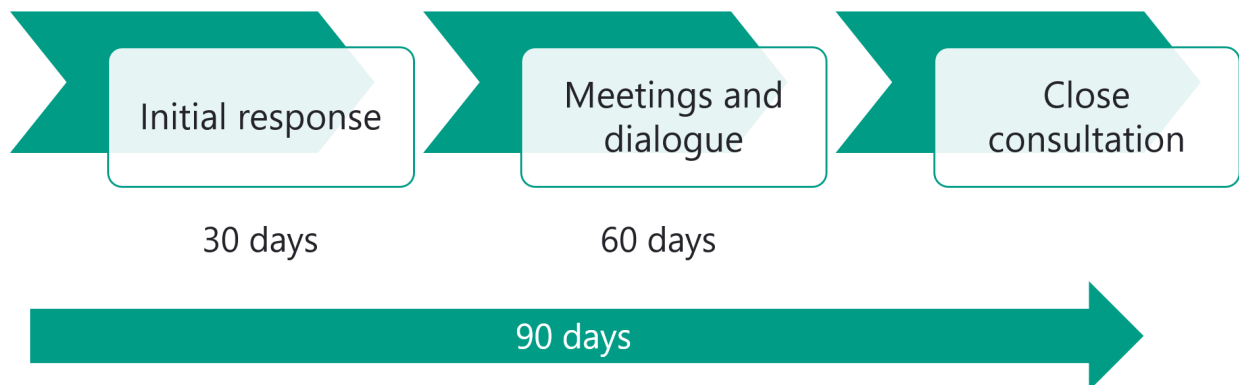 Initial response
Meetings and
dialogue
Close
consultation
30 days
60 days
90 days